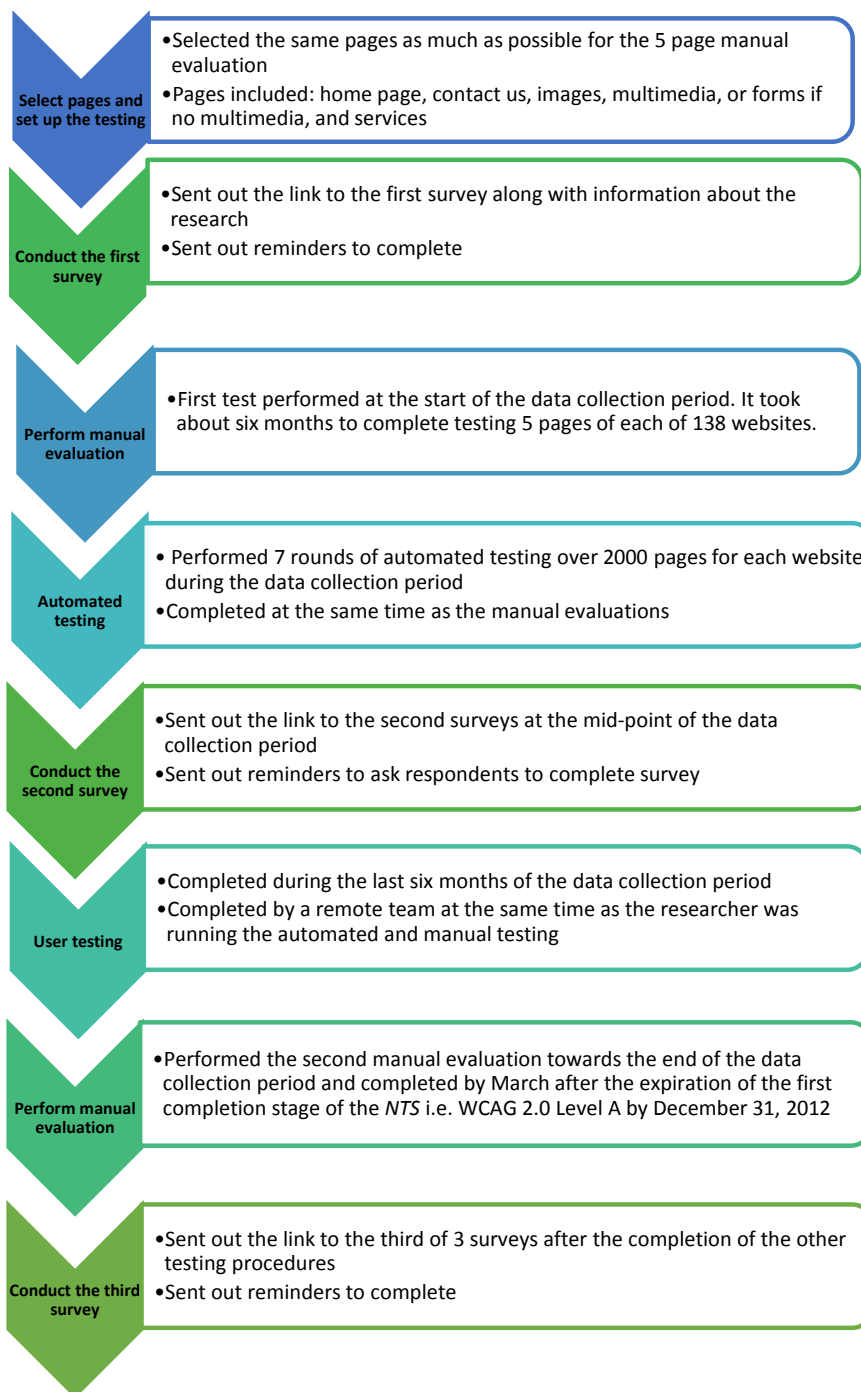 Select pages and
set up the testing
•Selected the same pages as much as possible for the 5 page manual
evaluation
•Pages included: home page, contact us, images, multimedia, or forms if
no multimedia, and services
Conduct the first
survey
•Sent out the link to the first survey along with information about the
research
•Sent out reminders to complete
Perform manual
evaluation
•First test performed at the start of the data collection period. It took
about six months to complete testing 5 pages of each of 138 websites.
Automated
testing
• Performed 7 rounds of automated testing over 2000 pages for each website
during the data collection period
•Completed at the same time as the manual evaluations
Conduct the
second survey
•Sent out the link to the second surveys at the mid-point of the data
collection period
•Sent out reminders to ask respondents to complete survey
User testing
•Completed during the last six months of the data collection period
•Completed by a remote team at the same time as the researcher was
running the automated and manual testing
Perform manual
evaluation
•Performed the second manual evaluation towards the end of the data
collection period and completed by March after the expiration of the first
completion stage of the NTS i.e. WCAG 2.0 Level A by December 31, 2012
Conduct the third
survey
•Sent out the link to the third of 3 surveys after the completion of the other
testing procedures
•Sent out reminders to complete